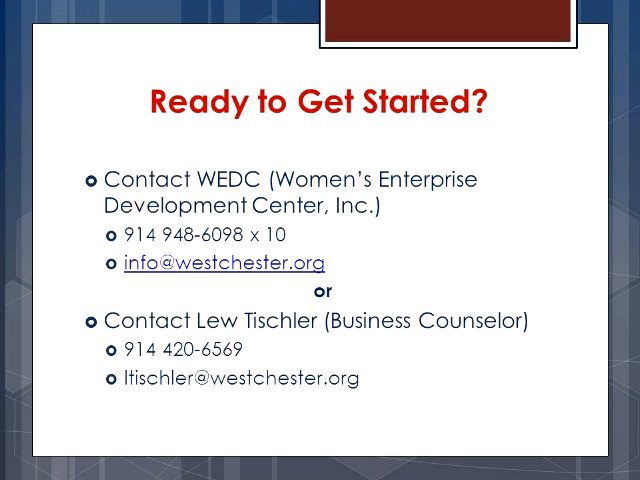 Ready to Get Started?
Contact WEDC (Women's Enterprise
Development Center, Inc.)
914 948-6098 x 10
info@westchester.org
or
Contact Lew Tischler (Business Counselor)
914 420-6569
ltischler@westchester.org